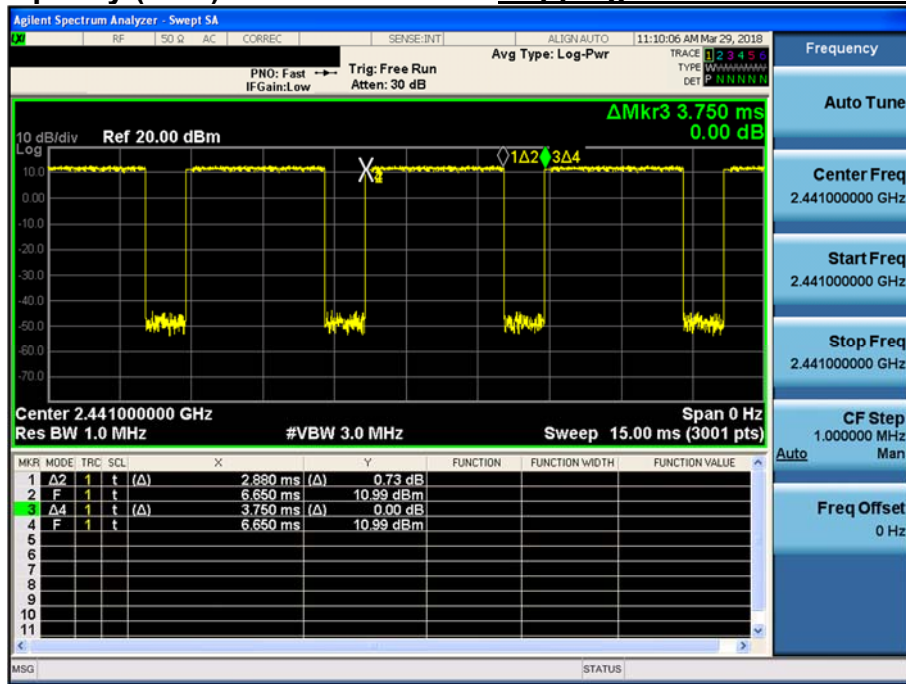 Agilent Spectrum Analyzer - Swept SA
LXI RF 50 Ω AC CORREC SENSE:INT ALIGN AUTO 11:10:06 AM Mar 29, 2018
Avg Type: Log-Pwr TRACE 1 2 3 4 5 6
PNO: Fast Trig: Free Run TYPE WWWWWW
IFGain:Low Atten: 30 dB DET P N N N N N
ΔMkr3 3.750 ms
10 dB/div Ref 20.00 dBm 0.00 dB
Log
1Δ2 3Δ4
10.0
0.00
-10.0
-20.0
-30.0
-40.0
-50.0
-60.0
-70.0
Center 2.441000000 GHz Span 0 Hz
Res BW 1.0 MHz #VBW 3.0 MHz Sweep 15.00 ms (3001 pts)
MKR MODE TRC SCL X Y FUNCTION FUNCTION WIDTH FUNCTION VALUE
1 Δ2 1 t (Δ) 2.880 ms (Δ) 0.73 dB
2 F 1 t 6.650 ms 10.99 dBm
3 Δ4 1 t (Δ) 3.750 ms (Δ) 0.00 dB
4 F 1 t 6.650 ms 10.99 dBm
5
6
7
8
9
10
11
MSG STATUS
Frequency
Auto Tune
Center Freq
2.441000000 GHz
Start Freq
2.441000000 GHz
Stop Freq
2.441000000 GHz
CF Step
1.000000 MHz
Auto Man
Freq Offset
0 Hz